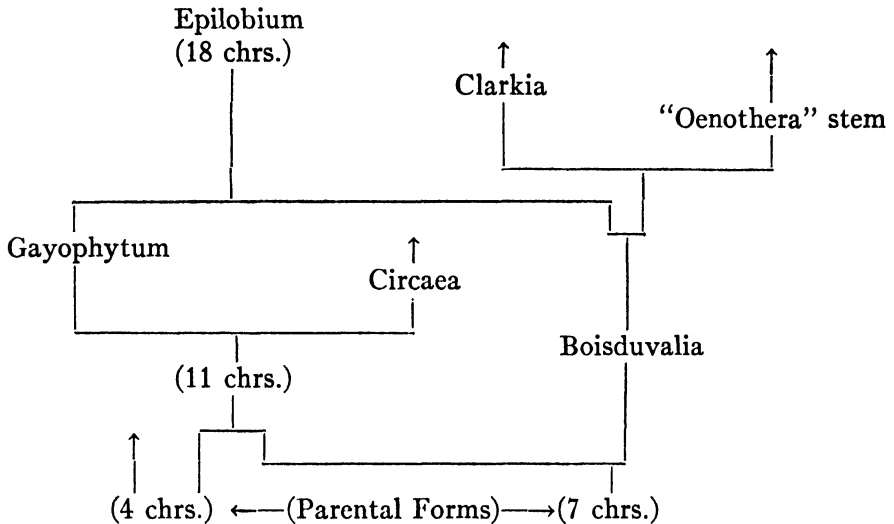 Epilobium
(18 chrs.)
Clarkia
“Oenothera” stem
Gayophytum
Circaea
Boisduvalia
(11 chrs.)
(4 chrs.) ←—(Parental Forms)—→(7 chrs.)